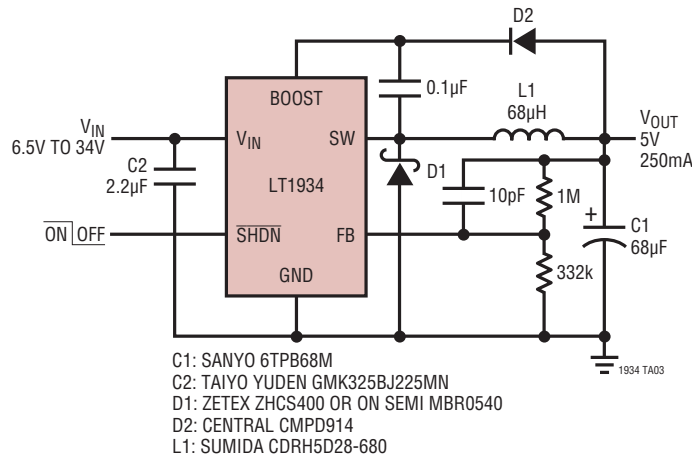 D2
BOOST
0.1µF
L1
68µH
V_IN
6.5V TO 34V
V_IN
SW
V_OUT
5V
250mA
C2
2.2µF
LT1934
D1
10pF
1M
ON OFF
SHDN
FB
+
C1
68µF
332k
GND
1934 TA03
C1: SANYO 6TPB68M
C2: TAIYO YUDEN GMK325BJ225MN
D1: ZETEX ZHCS400 OR ON SEMI MBR0540
D2: CENTRAL CMPD914
L1: SUMIDA CDRH5D28-680